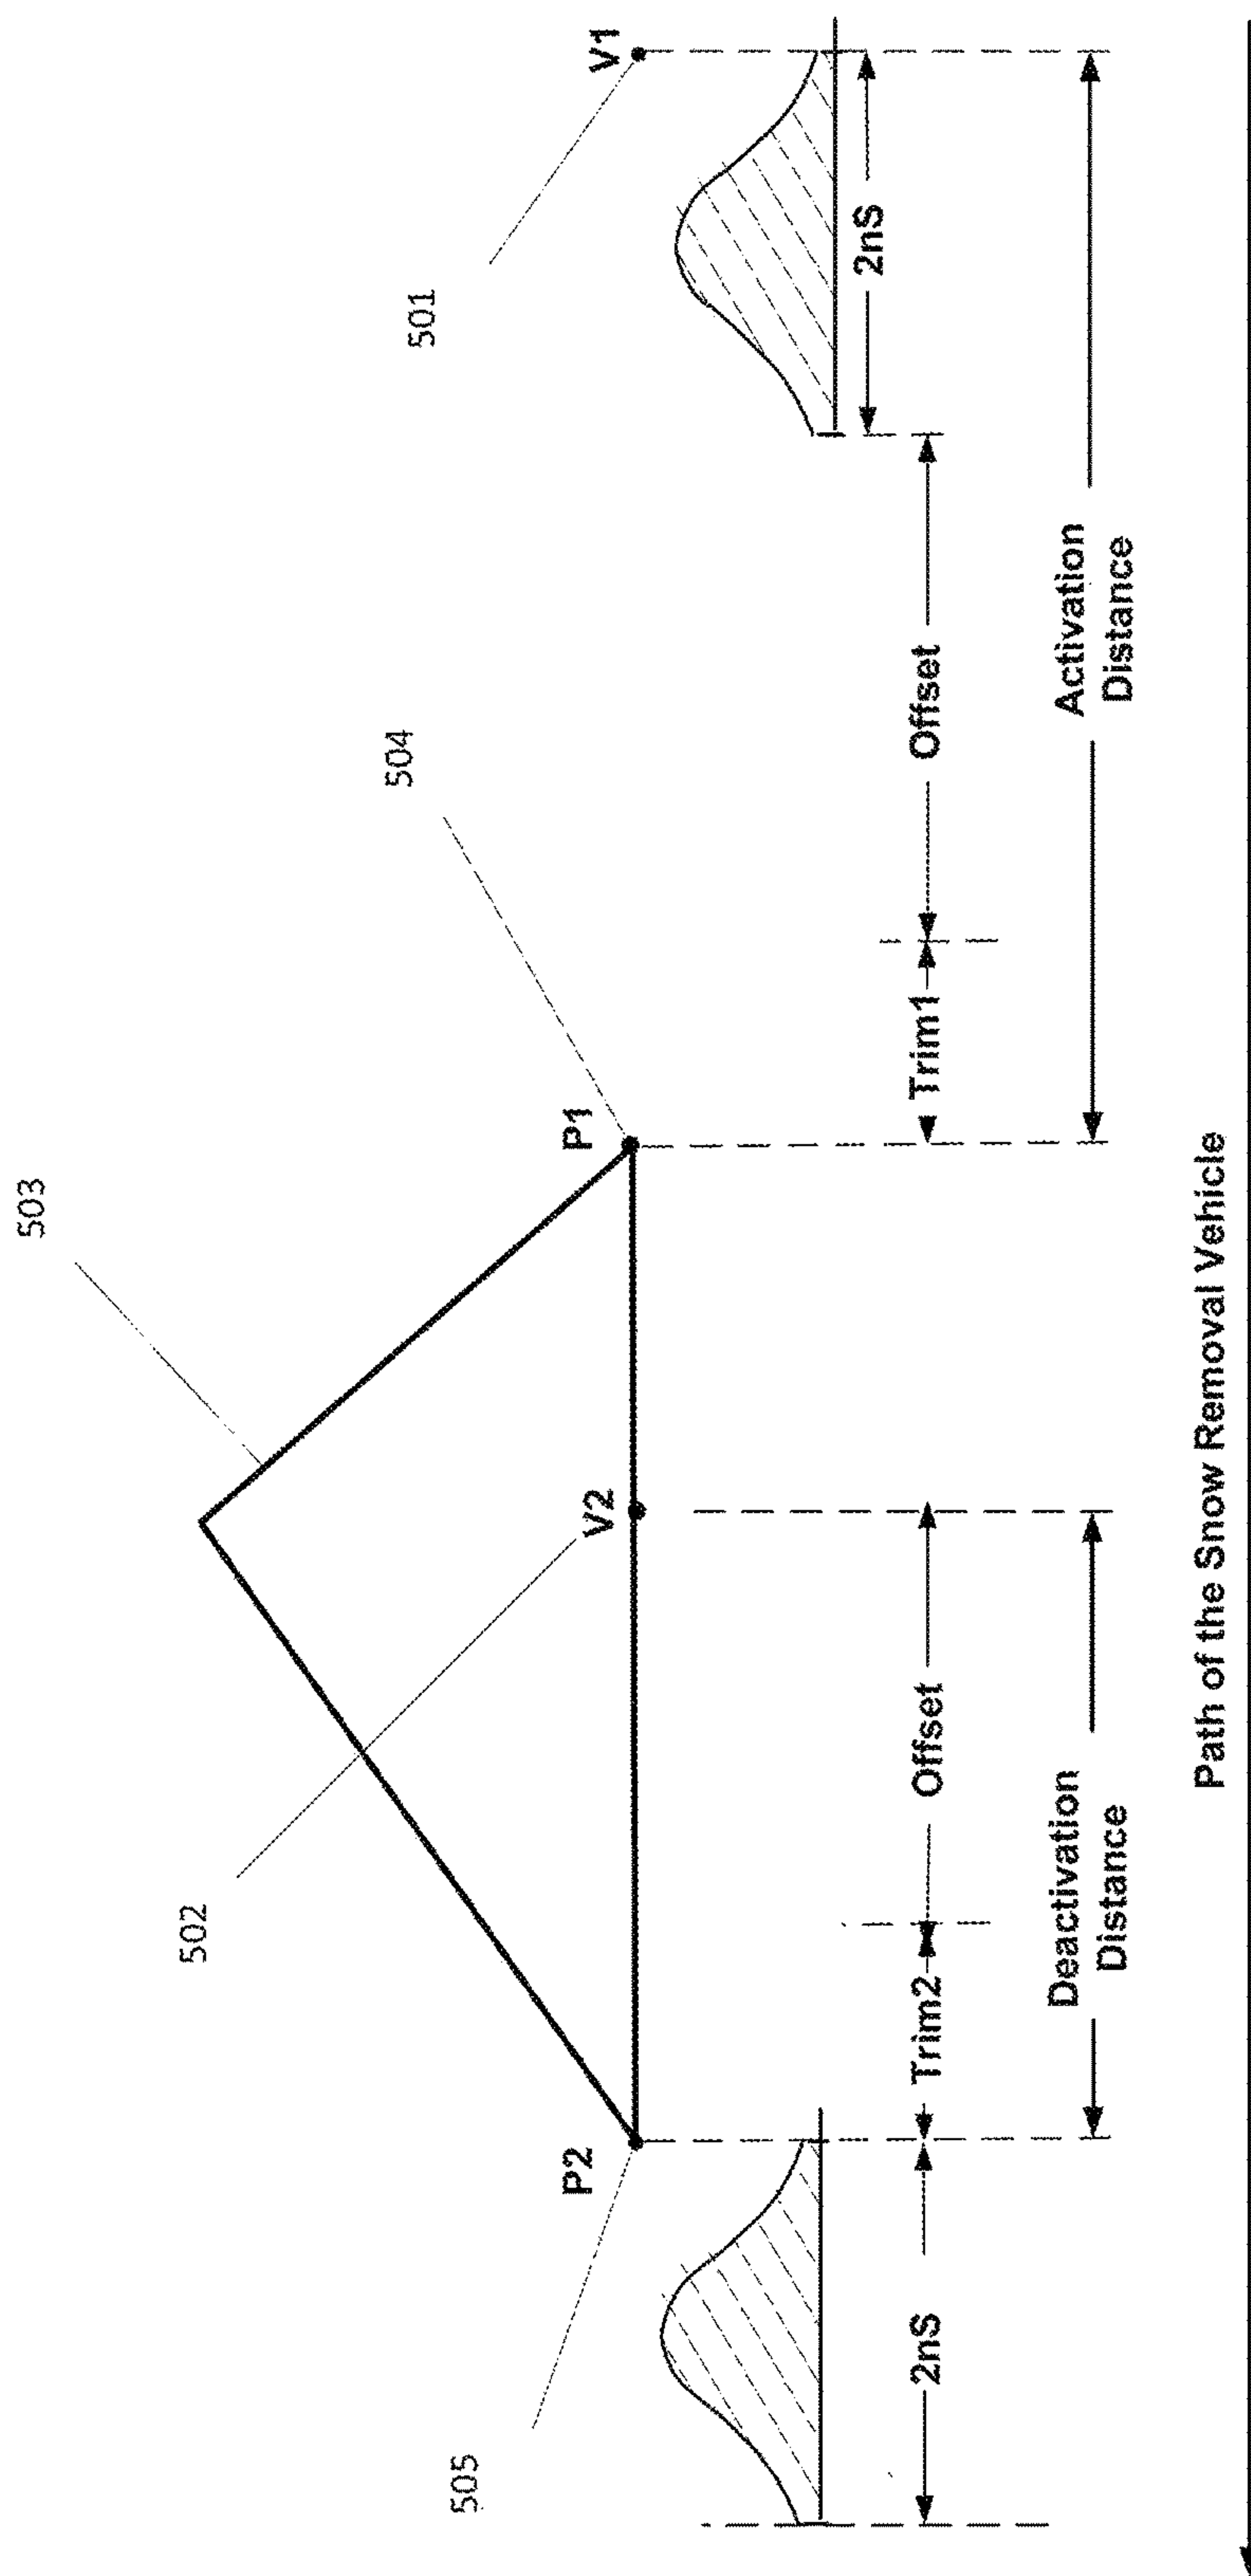 503
502
504
501
505
P2
V2
P1
V1
2nS
2nS
Trim2
Offset
Trim1
Offset
Deactivation
Distance
Activation
Distance
Path of the Snow Removal Vehicle